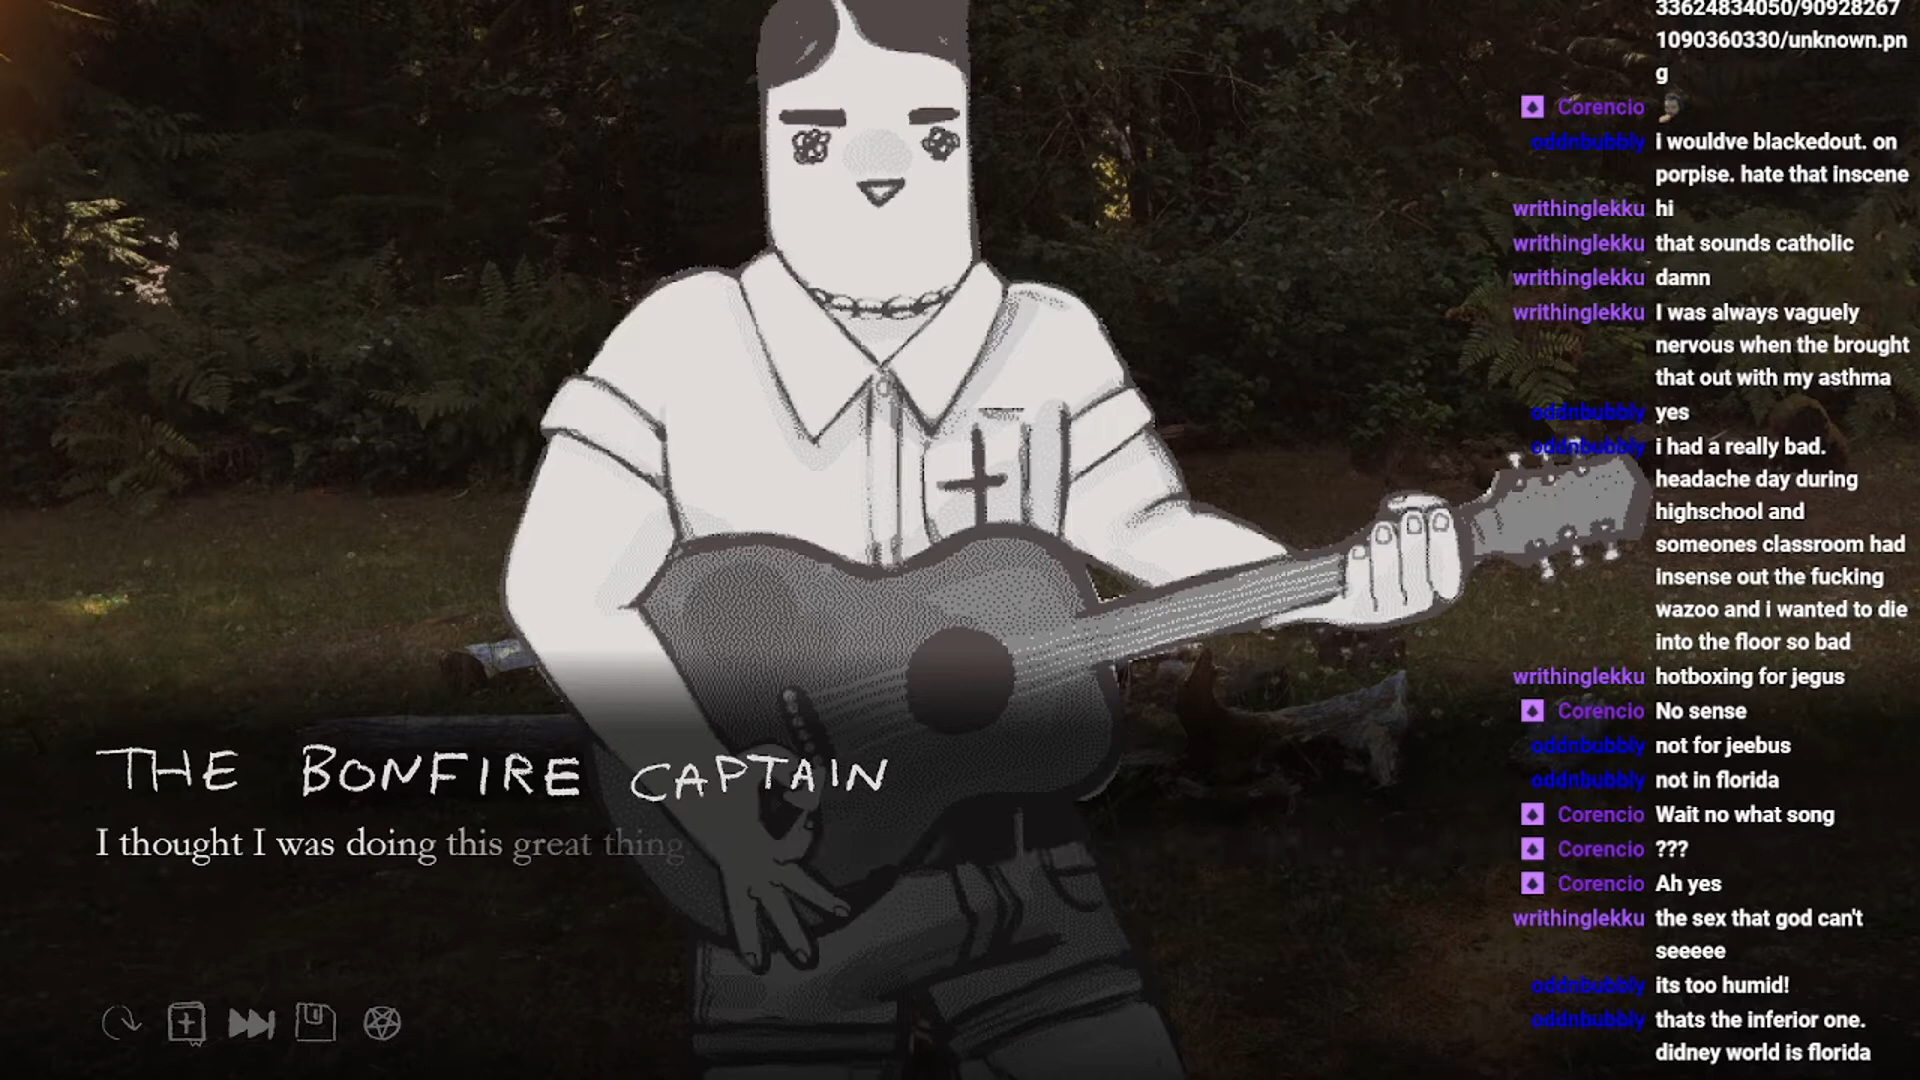 33624834050/90928267
1090360330/unknown.pn
g
Corencio
oddnbubbly i wouldve blackedout. on
porpise. hate that inscene
writhinglekku hi
writhinglekku that sounds catholic
writhinglekku damn
writhinglekku I was always vaguely
nervous when the brought
that out with my asthma
oddnbubbly yes
oddnbubbly i had a really bad.
headache day during
highschool and
someones classroom had
insense out the fucking
wazoo and i wanted to die
into the floor so bad
writhinglekku hotboxing for jegus
Corencio No sense
oddnbubbly not for jeebus
oddnbubbly not in florida
Corencio Wait no what song
Corencio ???
Corencio Ah yes
writhinglekku the sex that god can't
seeeee
oddnbubbly its too humid!
oddnbubbly thats the inferior one.
didney world is florida
THE BONFIRE CAPTAIN
I thought I was doing this great thing